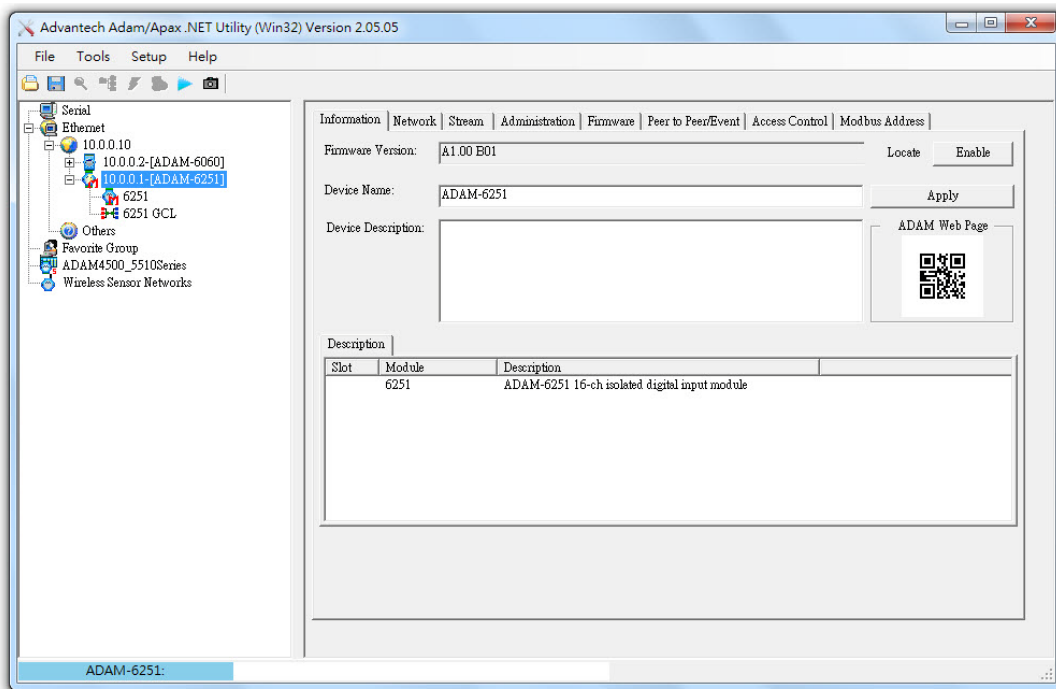 Advantech Adam/Apax .NET Utility (Win32) Version 2.05.05
File Tools Setup Help
Serial
Ethernet
10.0.0.10
10.0.0.2-[ADAM-6060]
10.0.0.1-[ADAM-6251]
6251
6251 GCL
Others
Favorite Group
ADAM4500_5510Series
Wireless Sensor Networks
Information Network Stream Administration Firmware Peer to Peer/Event Access Control Modbus Address
Firmware Version: A1.00 B01 Locate Enable
Device Name: ADAM-6251 Apply
Device Description: ADAM Web Page
Description
Slot Module Description
6251 ADAM-6251 16-ch isolated digital input module
ADAM-6251: